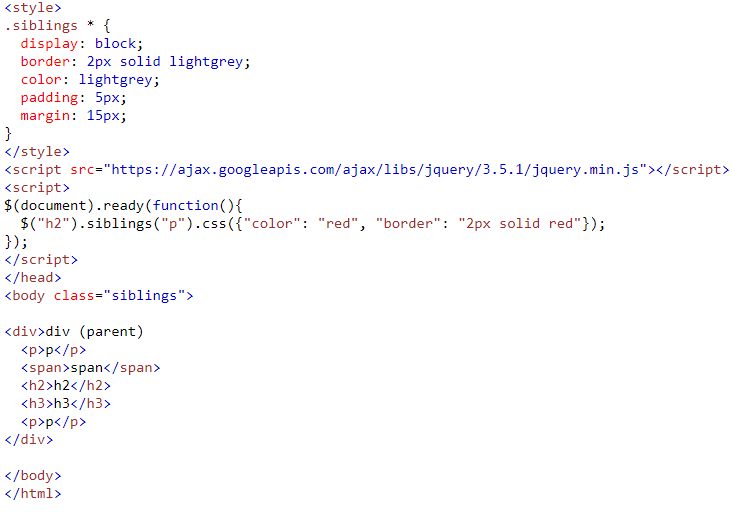 <style>
.siblings * {
  display: block;
  border: 2px solid lightgrey;
  color: lightgrey;
  padding: 5px;
  margin: 15px;
}
</style>
<script src="https://ajax.googleapis.com/ajax/libs/jquery/3.5.1/jquery.min.js"></script>
<script>
$(document).ready(function(){
  $("h2").siblings("p").css({"color": "red", "border": "2px solid red"});
});
</script>
</head>
<body class="siblings">

<div>div (parent)
  <p>p</p>
  <span>span</span>
  <h2>h2</h2>
  <h3>h3</h3>
  <p>p</p>
</div>

</body>
</html>